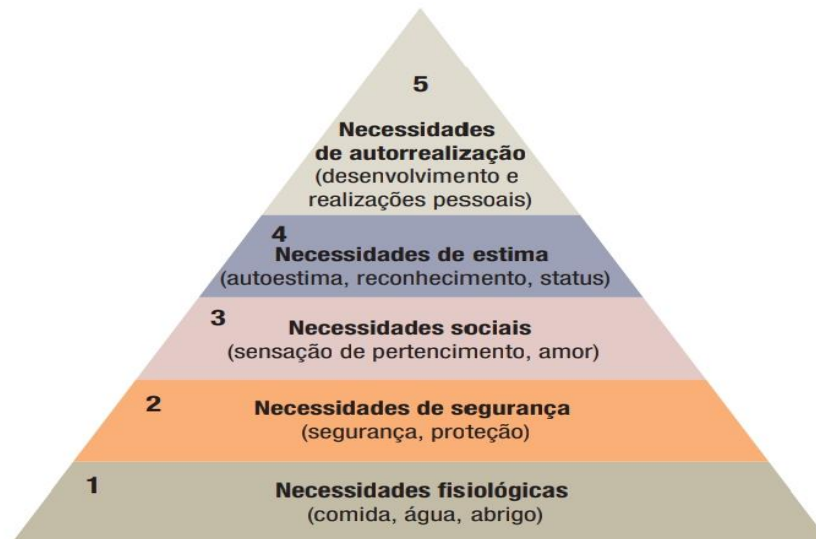 5
Necessidades
de autorrealização
(desenvolvimento e
realizações pessoais)
4
Necessidades de estima
(autoestima, reconhecimento, status)
3
Necessidades sociais
(sensação de pertencimento, amor)
2
Necessidades de segurança
(segurança, proteção)
1
Necessidades fisiológicas
(comida, água, abrigo)